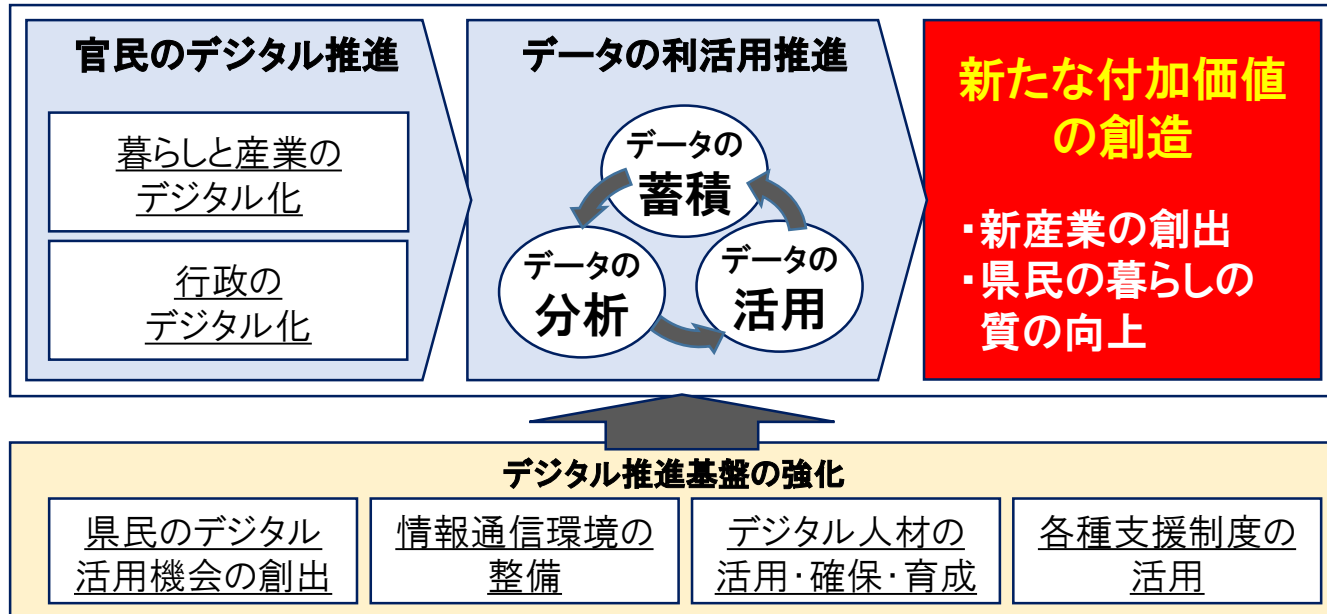 官民のデジタル推進
暮らしと産業の
デジタル化
行政の
デジタル化
データの利活用推進
データの
蓄積
データの
分析
データの
活用
新たな付加価値
の創造
・新産業の創出
・県民の暮らしの
質の向上
デジタル推進基盤の強化
県民のデジタル
活用機会の創出
情報通信環境の
整備
デジタル人材の
活用・確保・育成
各種支援制度の
活用